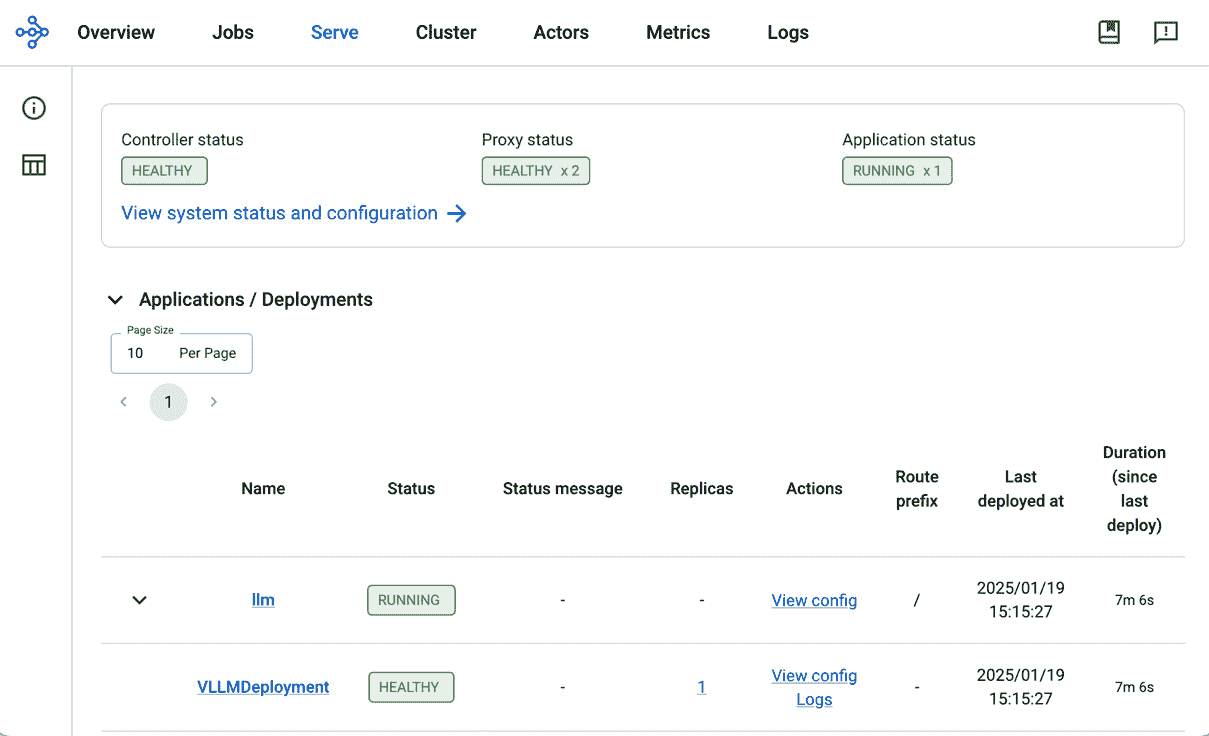 Overview Jobs Serve Cluster Actors Metrics Logs
Controller status Proxy status Application status
HEALTHY HEALTHY x 2 RUNNING x 1
View system status and configuration
Applications / Deployments
Page Size
10 Per Page
1
Name Status Status message Replicas Actions Route prefix Last deployed at Duration (since last deploy)
llm RUNNING - - View config / 2025/01/19 15:15:27 7m 6s
VLLMDeployment HEALTHY - 1 View config Logs - 2025/01/19 15:15:27 7m 6s